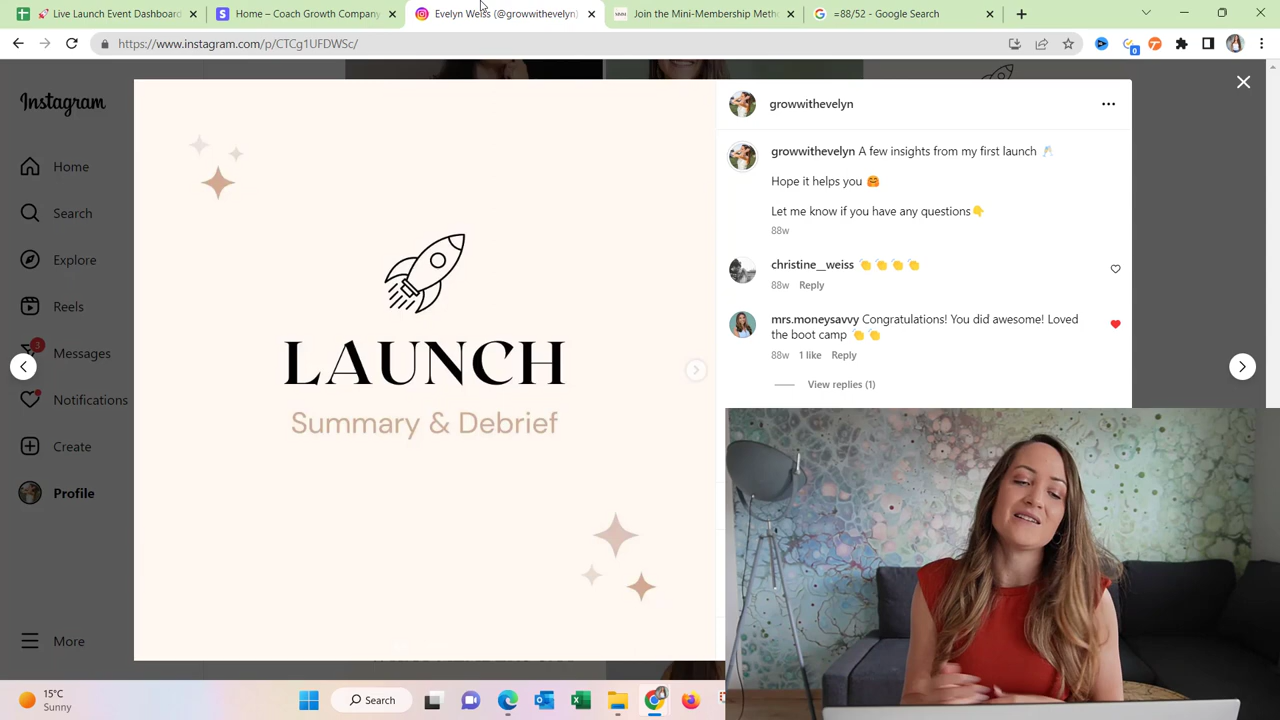 Live Launch Event Dashboard
Home – Coach Growth Company
Evelyn Weiss (@growwithevelyn)
Join the Mini-Membership Meth
=88/52 - Google Search
https://www.instagram.com/p/CTCg1UFDWSc/
0
Instagram
Home
Search
Explore
Reels
3
Messages
Notifications
Create
Profile
More
LAUNCH
Summary & Debrief
growwithevelyn
growwithevelyn A few insights from my first launch
Hope it helps you
Let me know if you have any questions
88w
christine__weiss
88w Reply
mrs.moneysavvy Congratulations! You did awesome! Loved
the boot camp
88w 1 like Reply
View replies (1)
15°C
Sunny
Search